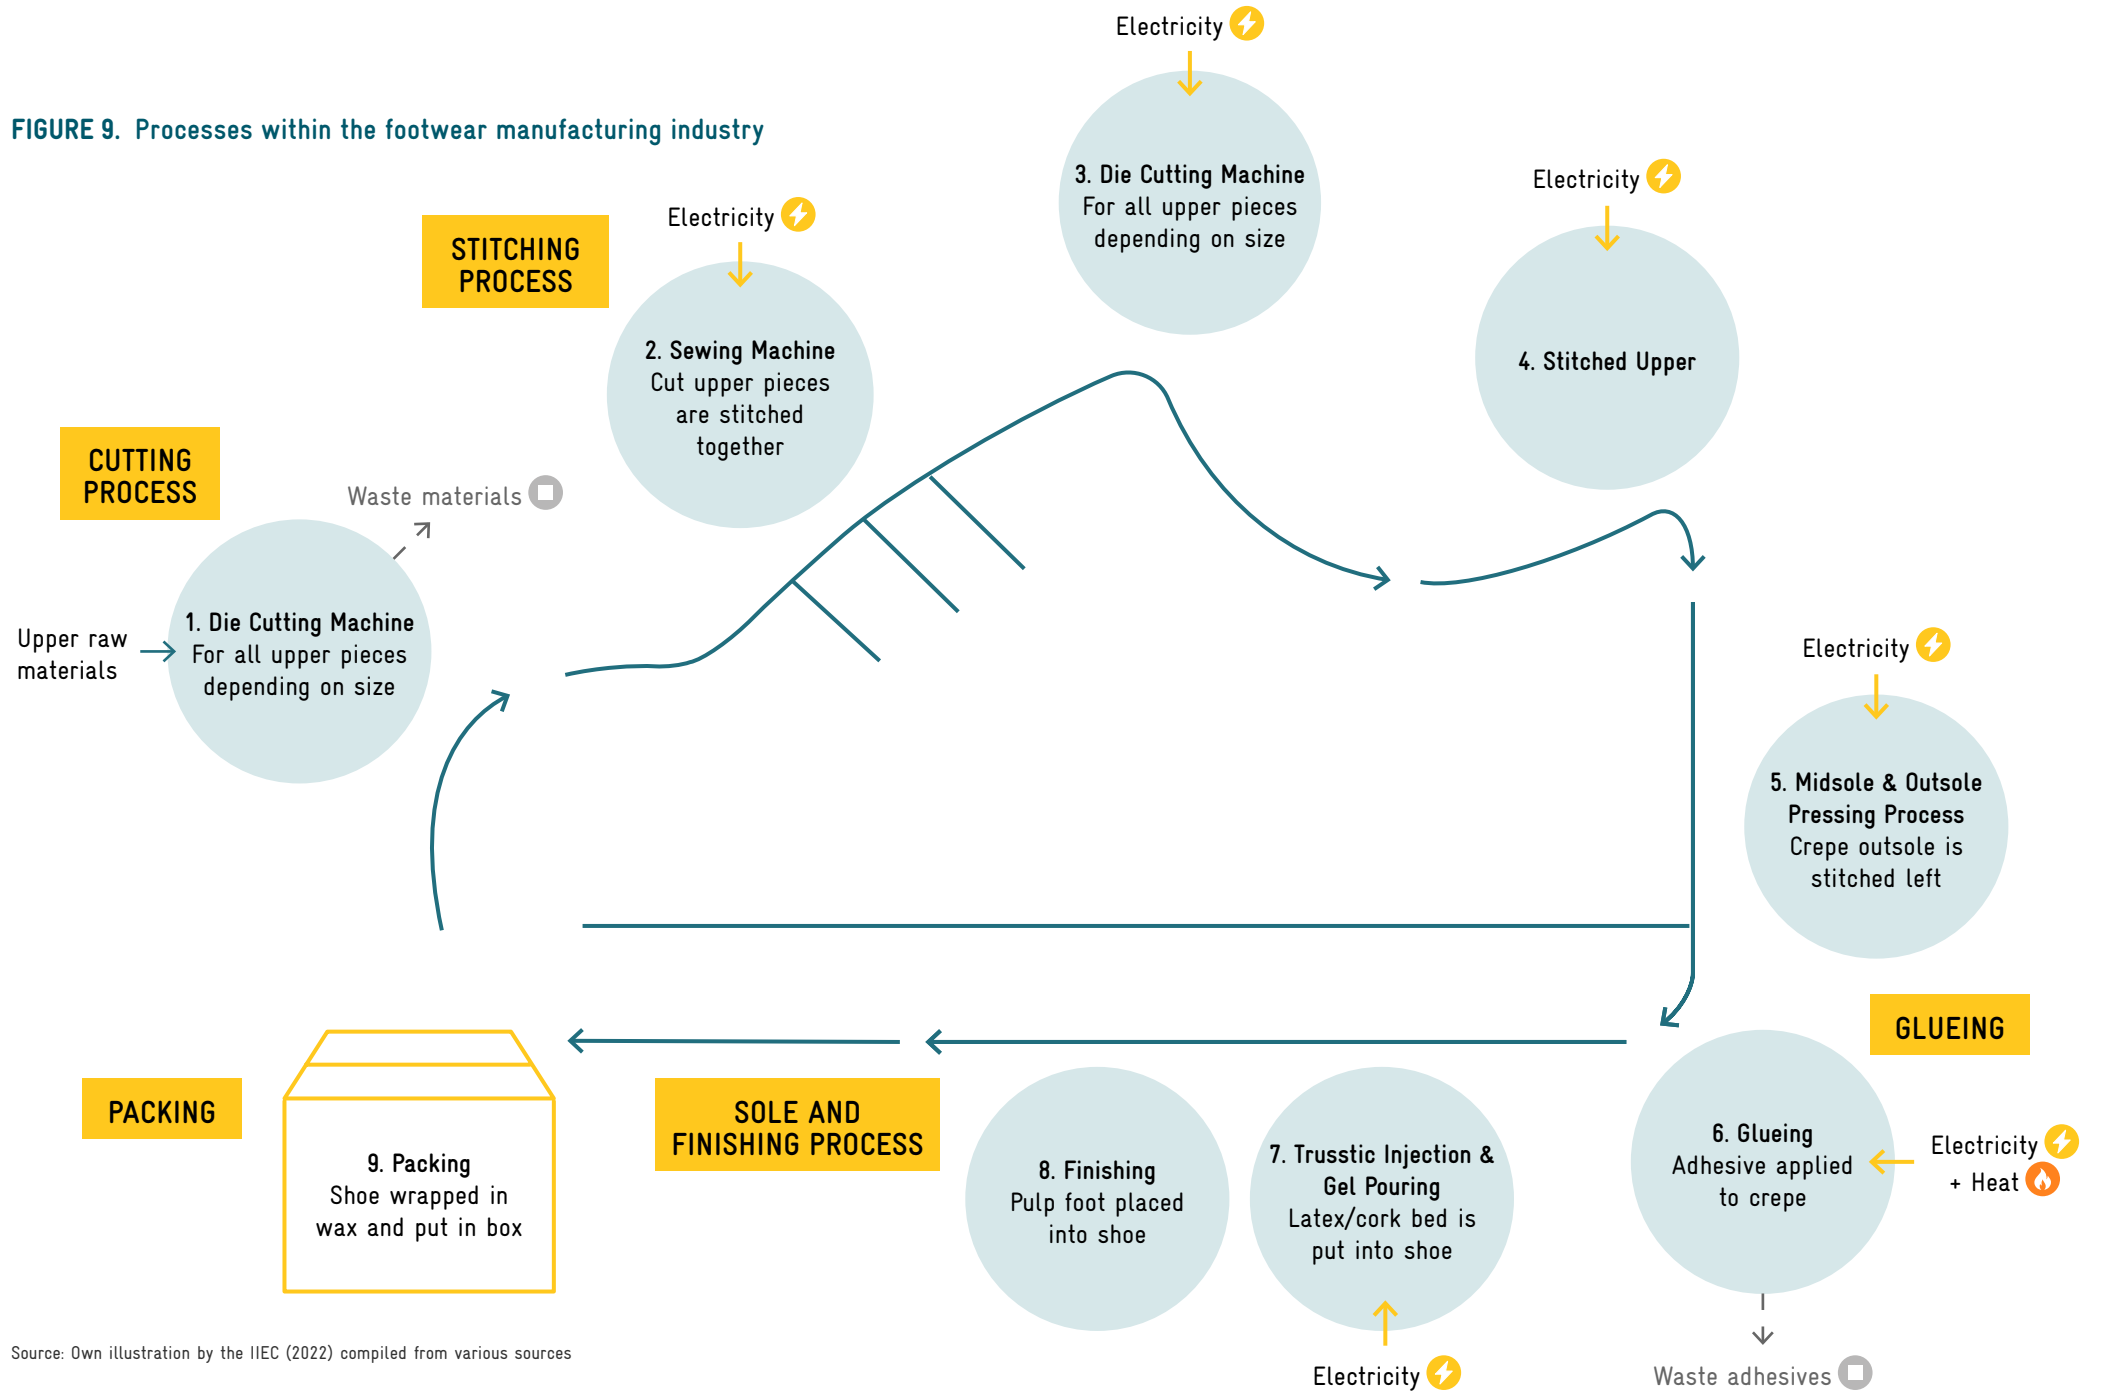 FIGURE 9. Processes within the footwear manufacturing industry
CUTTING
PROCESS
Upper raw
materials
1. Die Cutting Machine
For all upper pieces
depending on size
Waste materials
STITCHING
PROCESS
Electricity
2. Sewing Machine
Cut upper pieces
are stitched
together
Electricity
3. Die Cutting Machine
For all upper pieces
depending on size
Electricity
4. Stitched Upper
Electricity
5. Midsole & Outsole
Pressing Process
Crepe outsole is
stitched left
GLUEING
6. Glueing
Adhesive applied
to crepe
Electricity
+ Heat
Waste adhesives
7. Trusstic Injection &
Gel Pouring
Latex/cork bed is
put into shoe
Electricity
8. Finishing
Pulp foot placed
into shoe
SOLE AND
FINISHING PROCESS
PACKING
9. Packing
Shoe wrapped in
wax and put in box
Source: Own illustration by the IIEC (2022) compiled from various sources